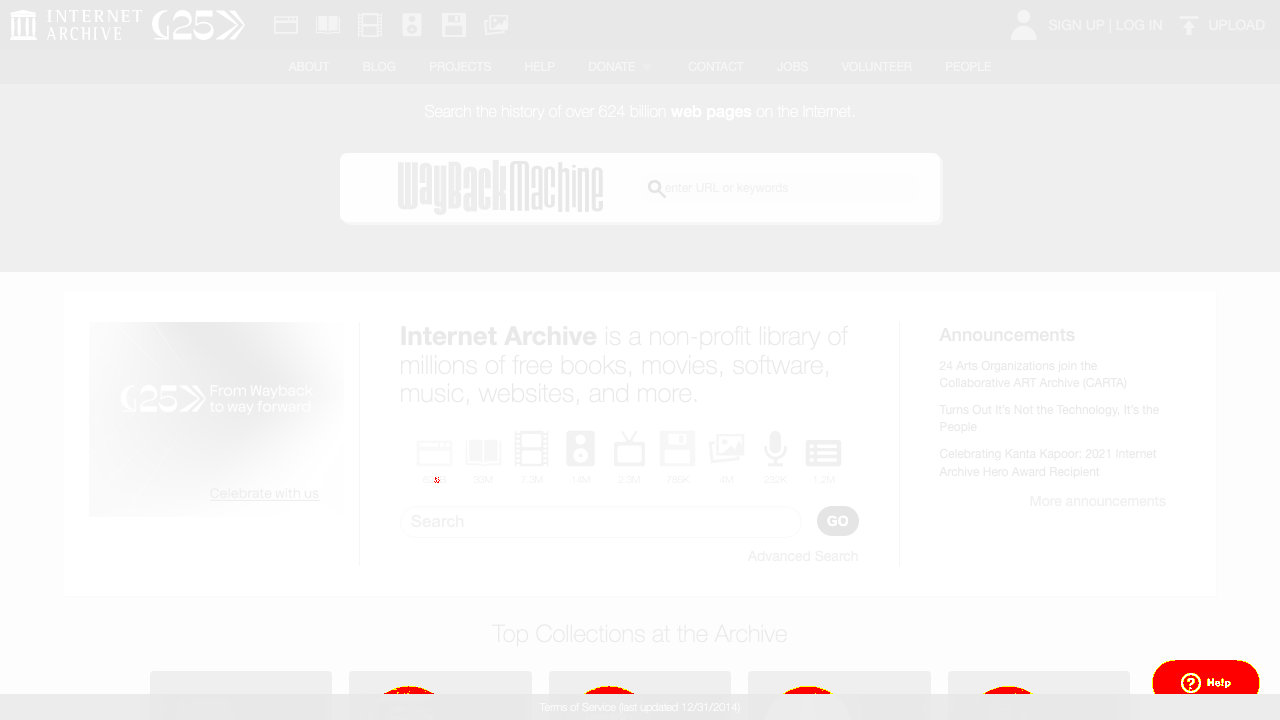 INTERNET
ARCHIVE
25
SIGN UP | LOG IN
UPLOAD
ABOUT
BLOG
PROJECTS
HELP
DONATE
CONTACT
JOBS
VOLUNTEER
PEOPLE
Search the history of over 624 billion web pages on the Internet.
WayBackMachine
enter URL or keywords
25 From Wayback
to way forward
Celebrate with us
Internet Archive is a non-profit library of
millions of free books, movies, software,
music, websites, and more.
33M
7.3M
14M
2.3M
4M
232K
1.2M
Search
GO
Advanced Search
Announcements
24 Arts Organizations join the
Collaborative ART Archive (CARTA)
Turns Out It's Not the Technology, It's the
People
Celebrating Kanta Kapoor: 2021 Internet
Archive Hero Award Recipient
More announcements
Top Collections at the Archive
Help
Terms of Service (last updated 12/31/2014)